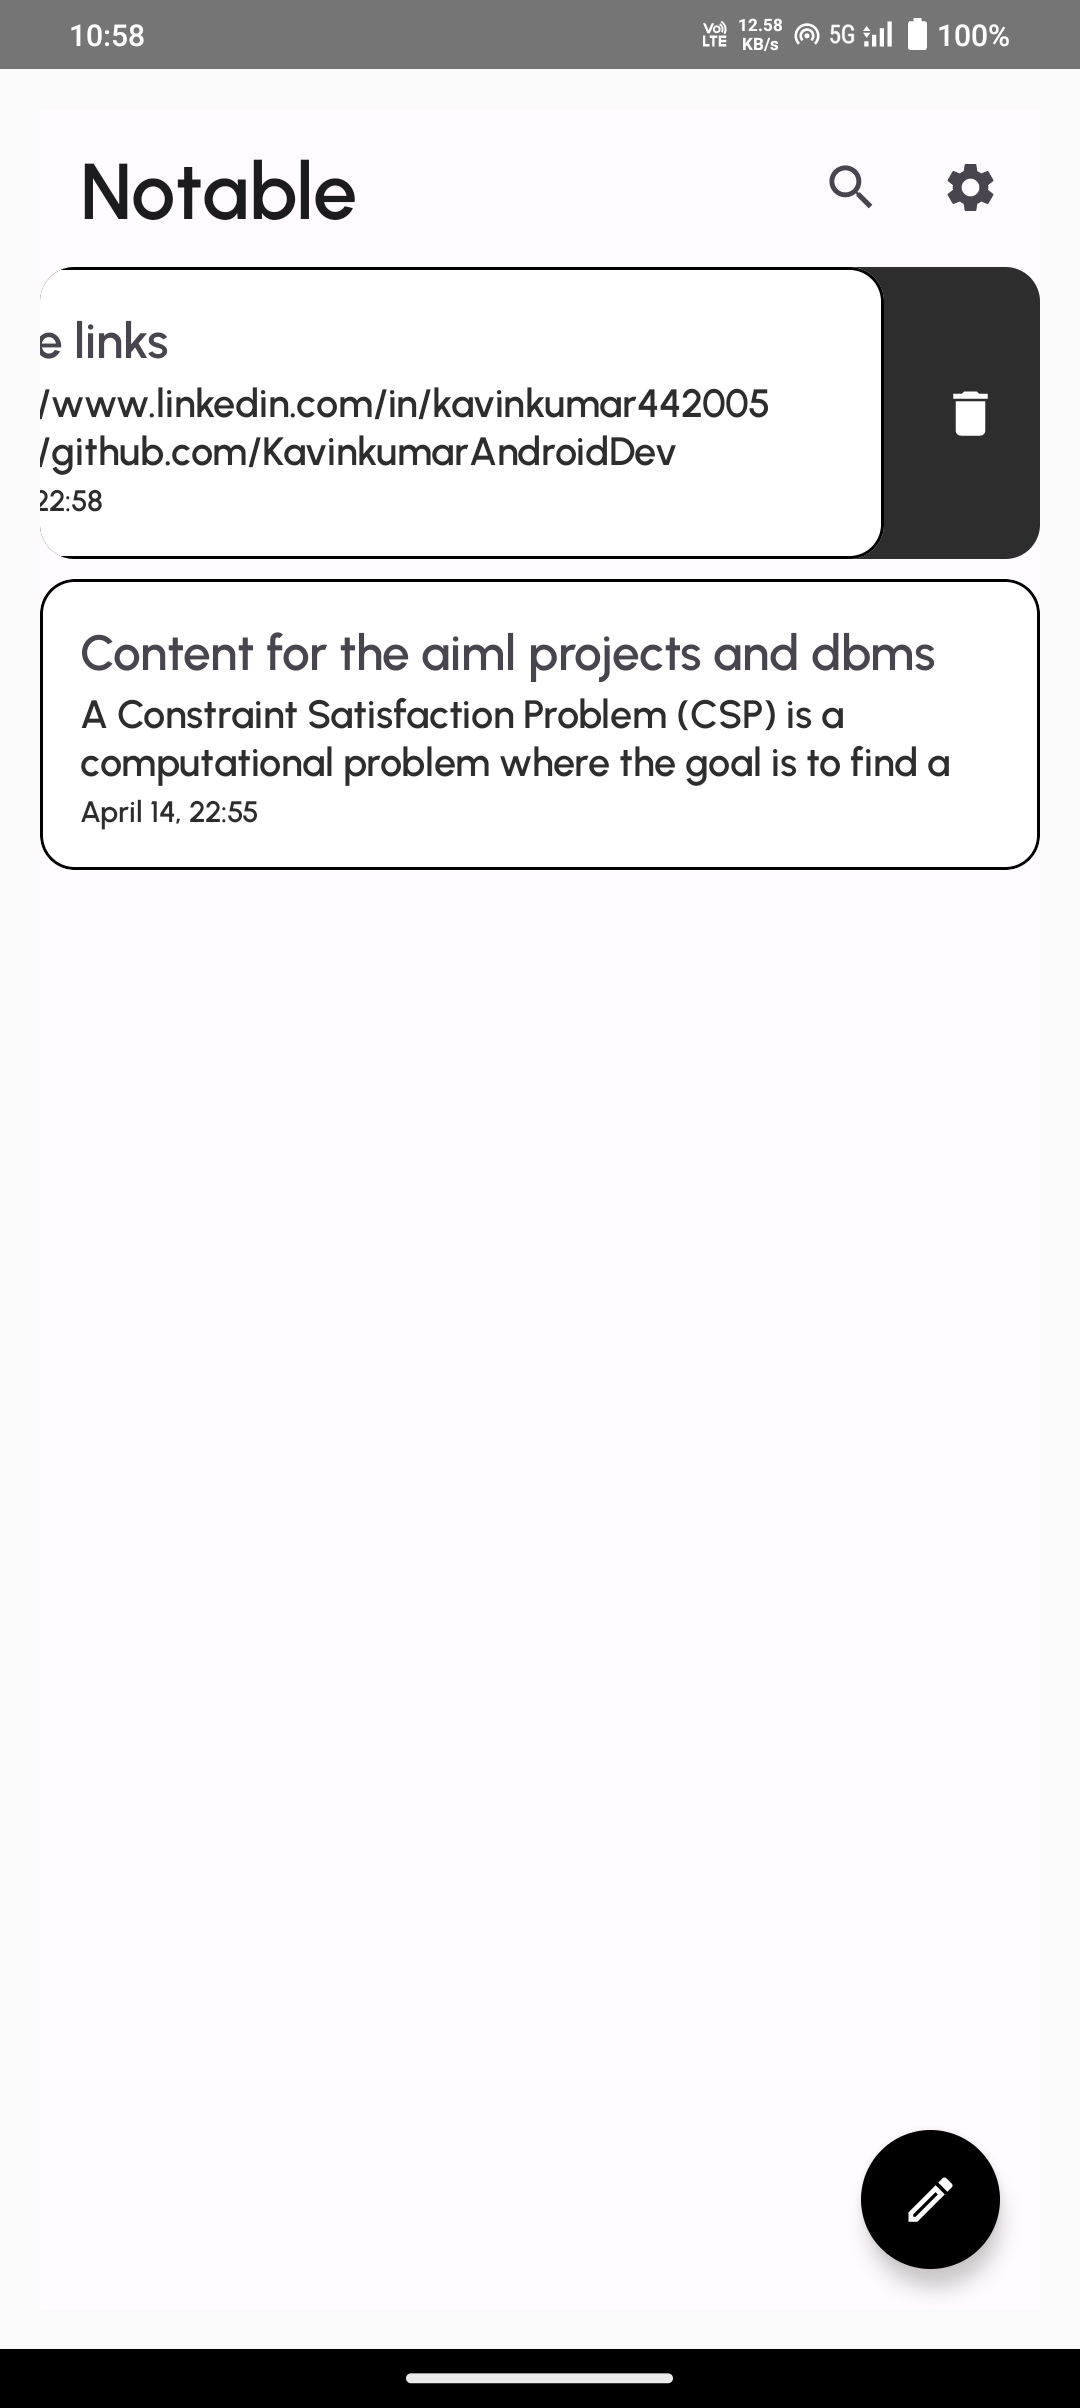 10:58
Vo) LTE 12.58 KB/s 5G 100%
Notable
e links
/www.linkedin.com/in/kavinkumar442005
/github.com/KavinkumarAndroidDev
22:58
Content for the aiml projects and dbms
A Constraint Satisfaction Problem (CSP) is a
computational problem where the goal is to find a
April 14, 22:55